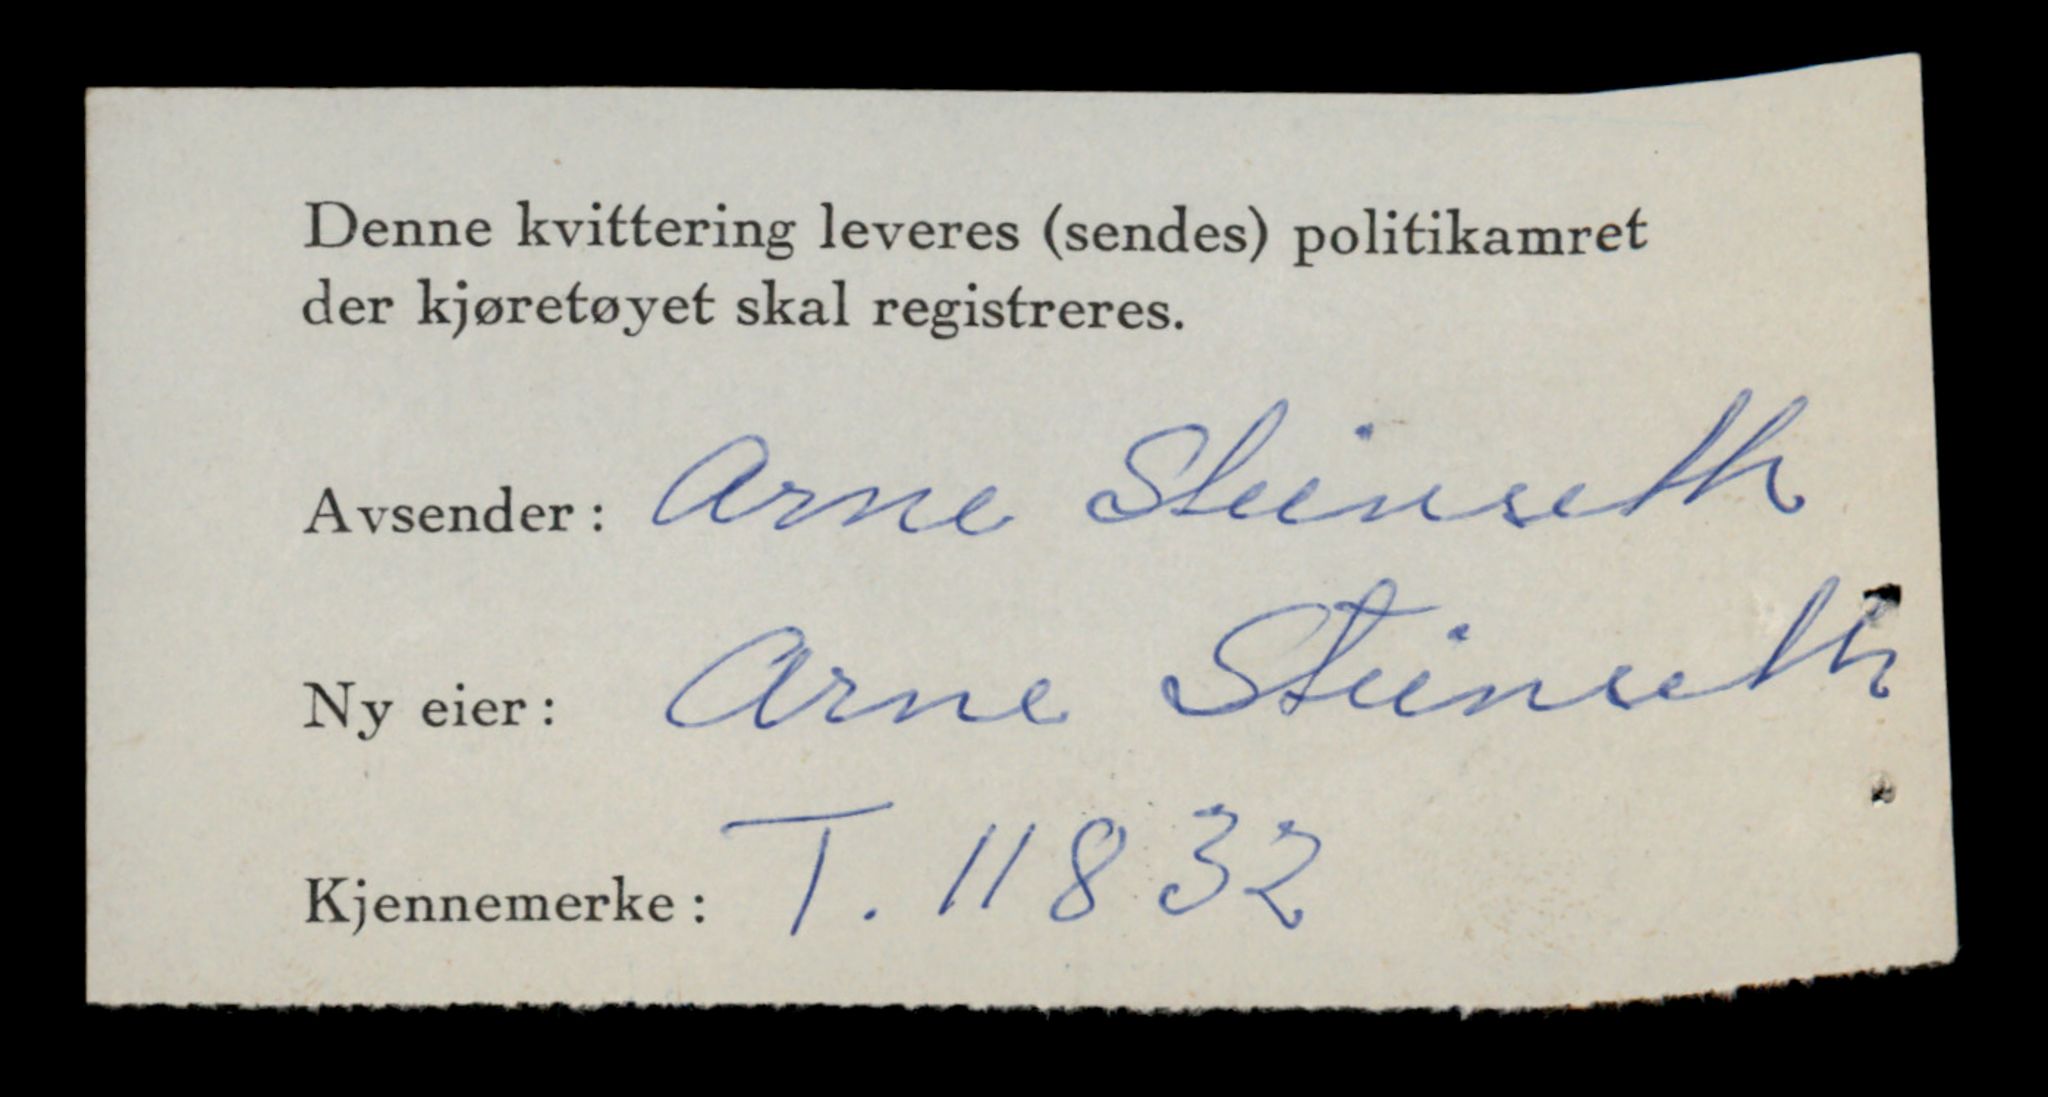 Denne kvittering leveres (sendes) politikamret
der kjøretøyet skal registreres.
Avsender: Arne Steinseth
Ny eier: Arne Steinseth
Kjennemerke: T. 11832